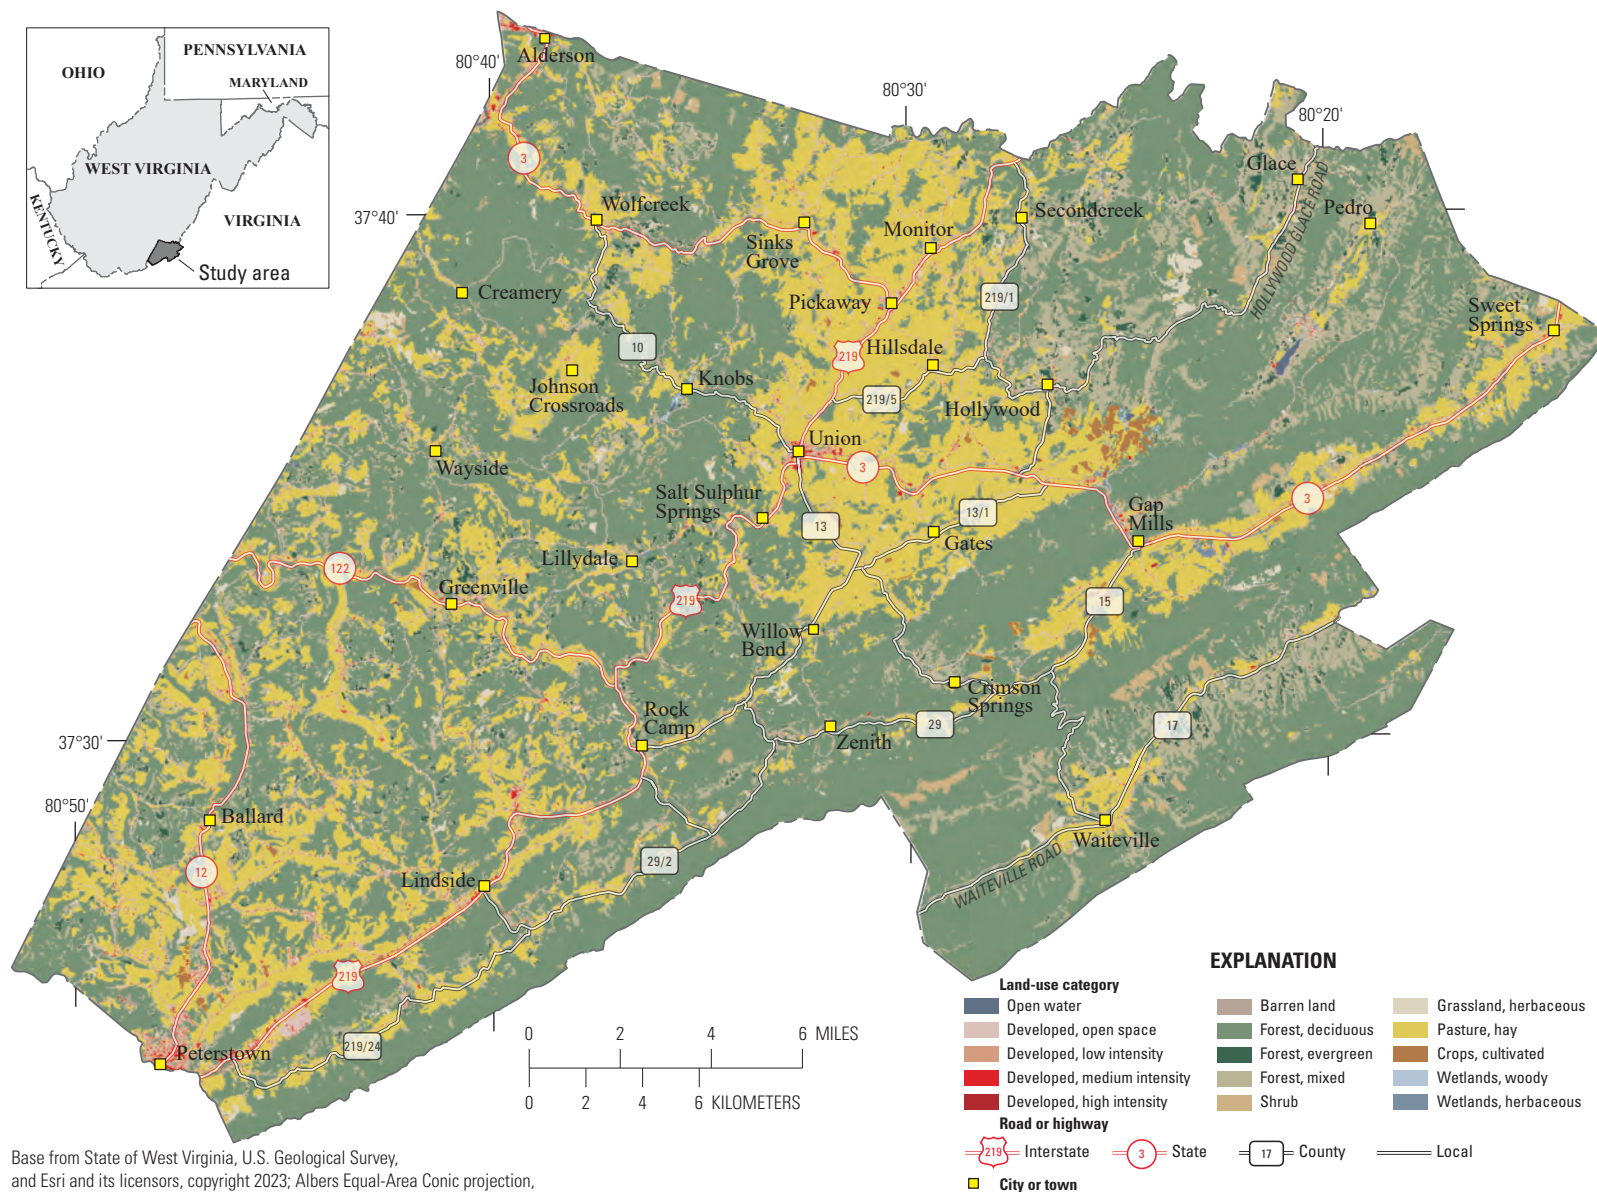 PENNSYLVANIA
OHIO
MARYLAND
WEST VIRGINIA
KENTUCKY
VIRGINIA
Study area
80°40'
80°30'
80°20'
37°40'
37°30'
80°50'
Alderson
3
Wolfcreek
Sinks
Grove
Monitor
Secondcreek
Glace
HOLLYWOOD GLACE ROAD
Pedro
Creamery
Pickaway
219/1
Sweet
Springs
10
219
Hillsdale
Johnson
Crossroads
Knobs
219/5
Hollywood
Union
3
Wayside
Salt Sulphur
Springs
13
13/1
Gap
Mills
3
Gates
Lillydale
122
Greenville
219
15
Willow
Bend
Crimson
Springs
Rock
Camp
Zenith
29
17
Ballard
12
Waiteville
WAITEVILLE ROAD
29/2
Lindside
219
219/24
Peterstown
0 2 4 6 MILES
0 2 4 6 KILOMETERS
EXPLANATION
Land-use category
Open water
Developed, open space
Developed, low intensity
Developed, medium intensity
Developed, high intensity
Barren land
Forest, deciduous
Forest, evergreen
Forest, mixed
Shrub
Grassland, herbaceous
Pasture, hay
Crops, cultivated
Wetlands, woody
Wetlands, herbaceous
Road or highway
219 Interstate 3 State 17 County Local
City or town
Base from State of West Virginia, U.S. Geological Survey,
and Esri and its licensors, copyright 2023; Albers Equal-Area Conic projection,